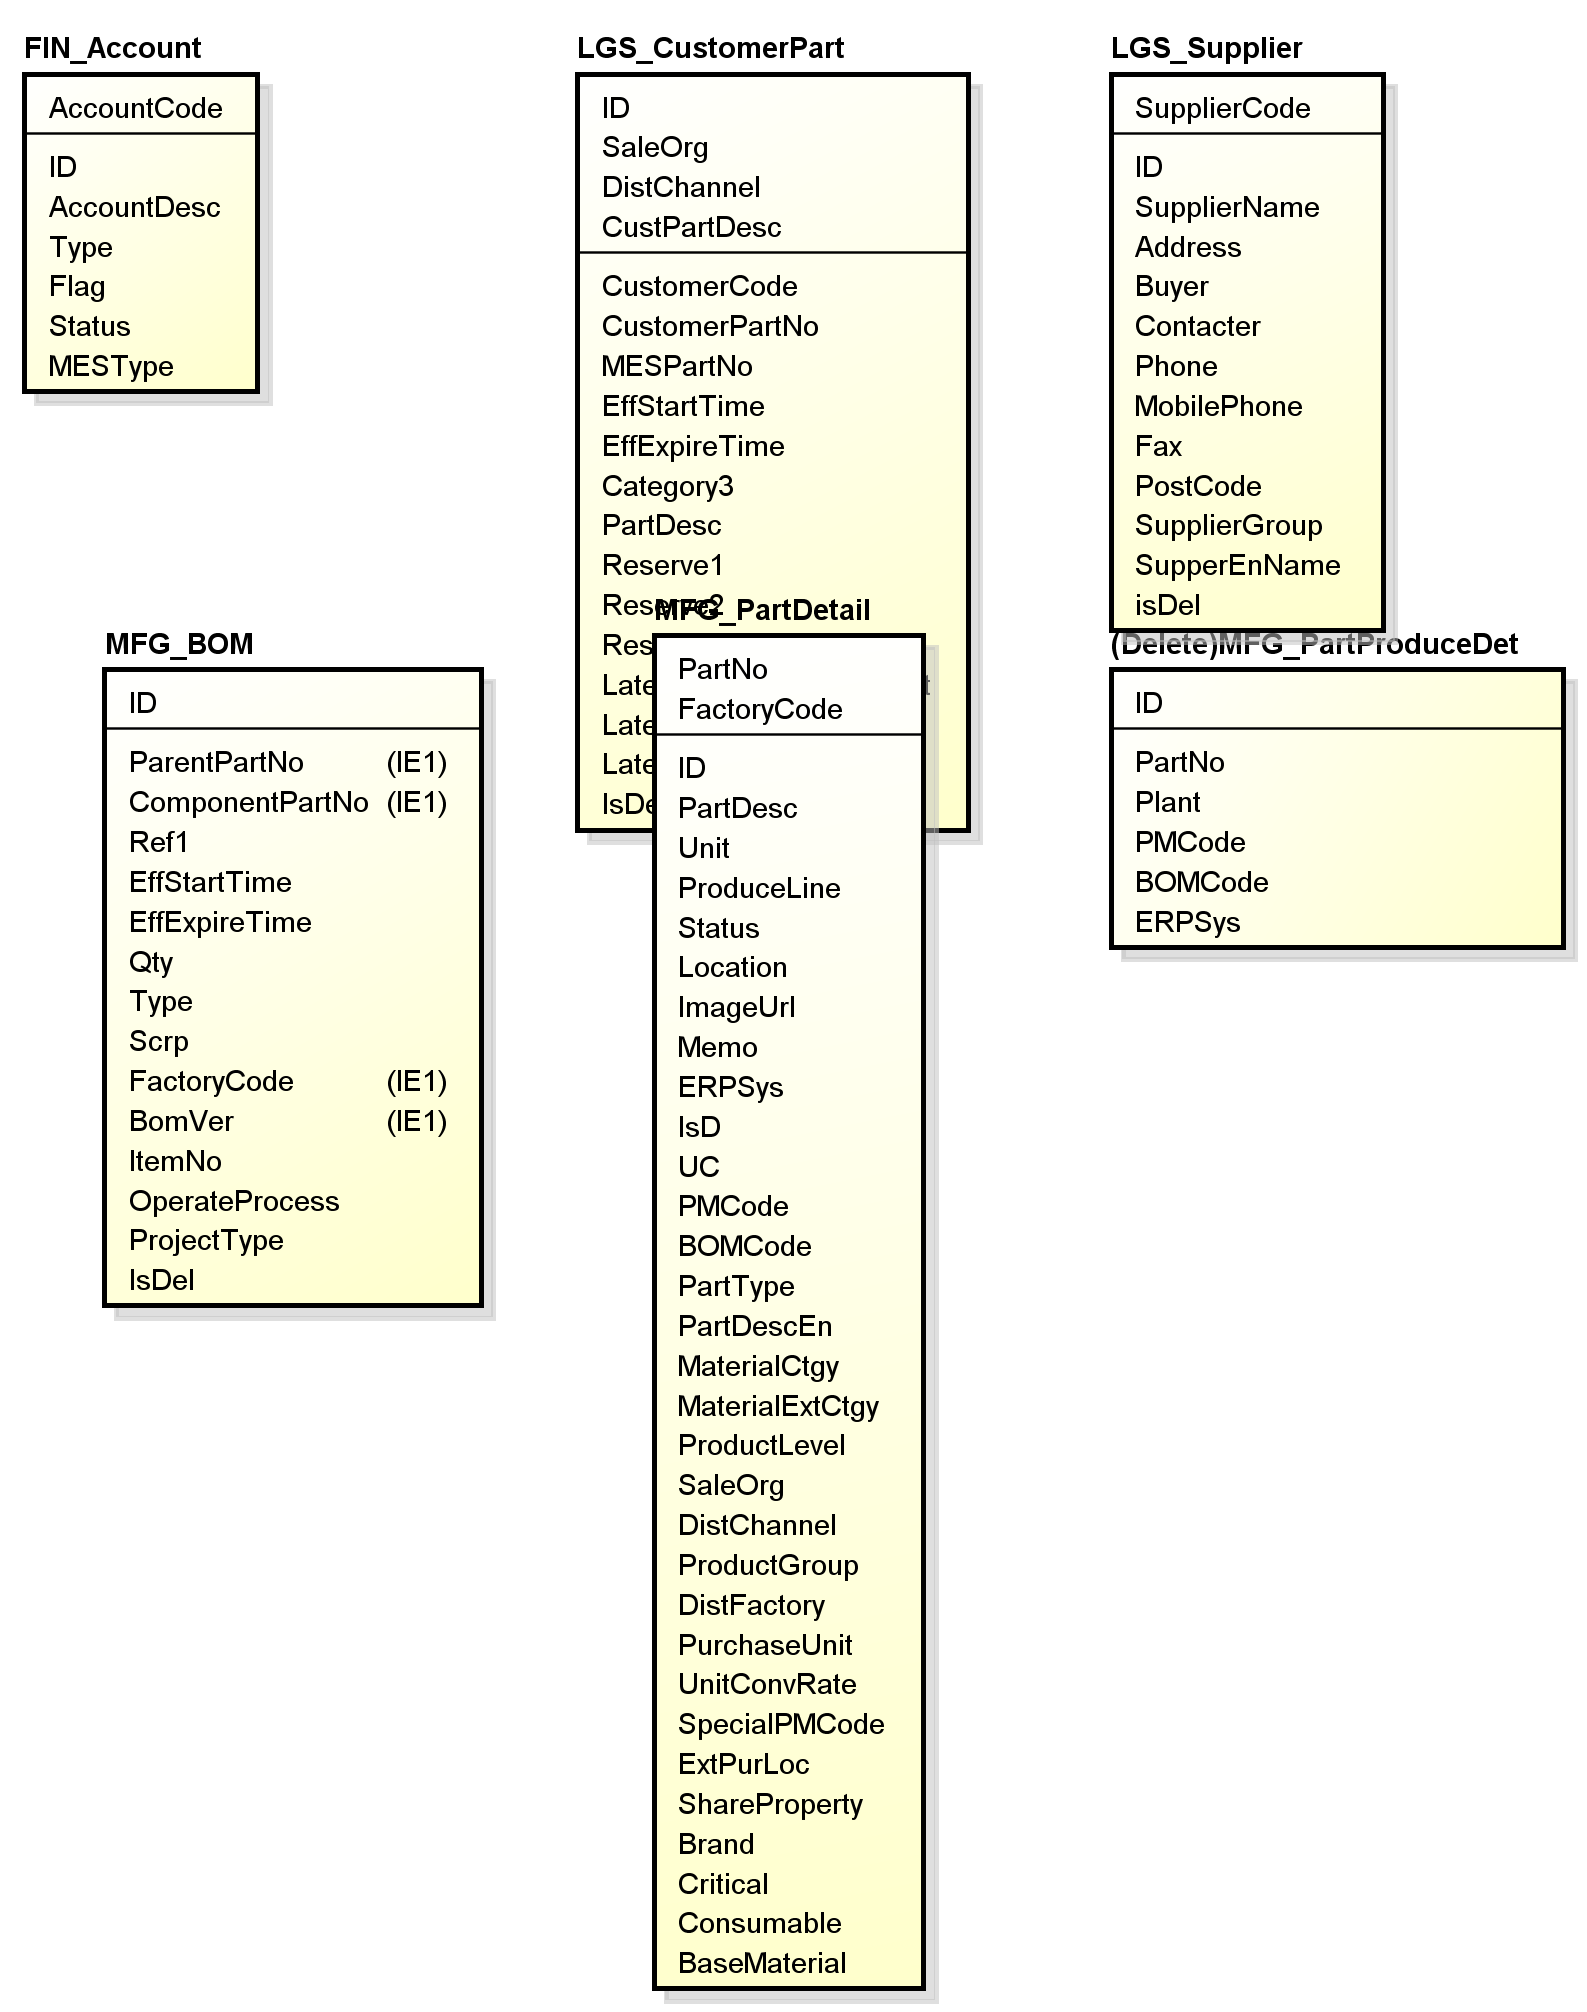 FIN_Account
AccountCode
ID
AccountDesc
Type
Flag
Status
MESType
LGS_CustomerPart
ID
SaleOrg
DistChannel
CustPartDesc
CustomerCode
CustomerPartNo
MESPartNo
EffStartTime
EffExpireTime
Category3
PartDesc
Reserve1
Reserve2
LGS_Supplier
SupplierCode
ID
SupplierName
Address
Buyer
Contacter
Phone
MobilePhone
Fax
PostCode
SupplierGroup
SupperEnName
isDel
MFG_BOM
ID
ParentPartNo (IE1)
ComponentPartNo (IE1)
Ref1
EffStartTime
EffExpireTime
Qty
Type
Scrp
FactoryCode (IE1)
BomVer (IE1)
ItemNo
OperateProcess
ProjectType
IsDel
MFG_PartDetail
PartNo
FactoryCode
ID
PartDesc
Unit
ProduceLine
Status
Location
ImageUrl
Memo
ERPSys
IsD
UC
PMCode
BOMCode
PartType
PartDescEn
MaterialCtgy
MaterialExtCtgy
ProductLevel
SaleOrg
DistChannel
ProductGroup
DistFactory
PurchaseUnit
UnitConvRate
SpecialPMCode
ExtPurLoc
ShareProperty
Brand
Critical
Consumable
BaseMaterial
(Delete)MFG_PartProduceDet
ID
PartNo
Plant
PMCode
BOMCode
ERPSys